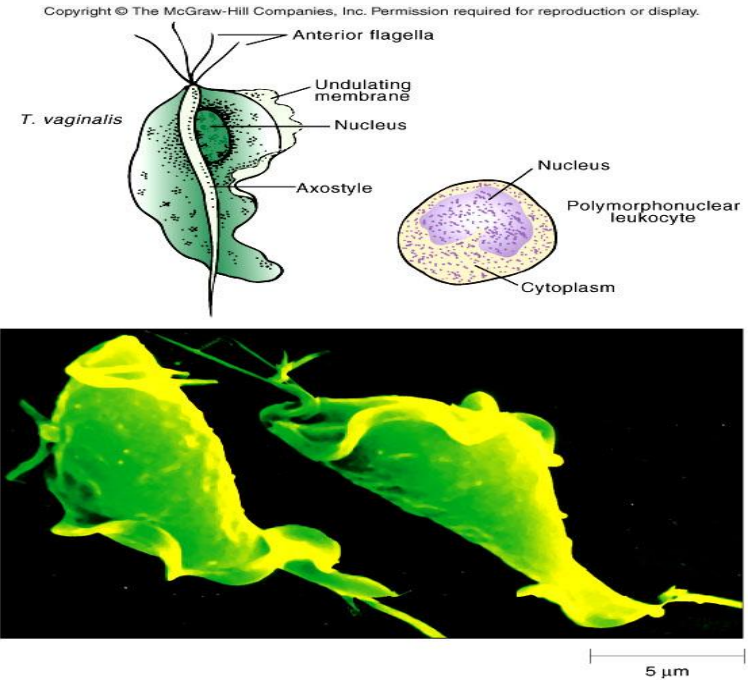 Copyright © The McGraw-Hill Companies, Inc. Permission required for reproduction or display.
Anterior flagella
Undulating
membrane
T. vaginalis
Nucleus
Axostyle
Nucleus
Polymorphonuclear
leukocyte
Cytoplasm
5 µm